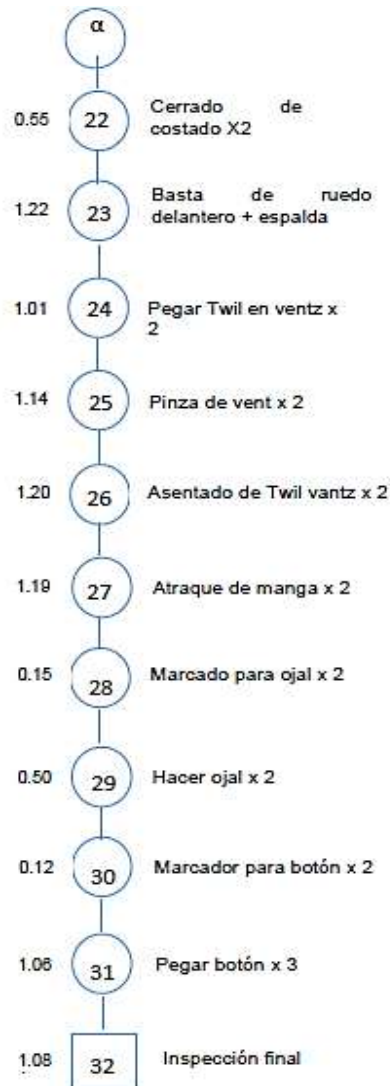 α
0.55 22 Cerrado de
costado X2
1.22 23 Basta de ruedo
delantero + espalda
1.01 24 Pegar Twil en ventz x
2
1.14 25 Pinza de vent x 2
1.20 26 Asentado de Twil vantz x 2
1.19 27 Atraque de manga x 2
0.15 28 Marcado para ojal x 2
0.50 29 Hacer ojal x 2
0.12 30 Marcador para botón x 2
1.06 31 Pegar botón x 3
1.08 32 Inspección final